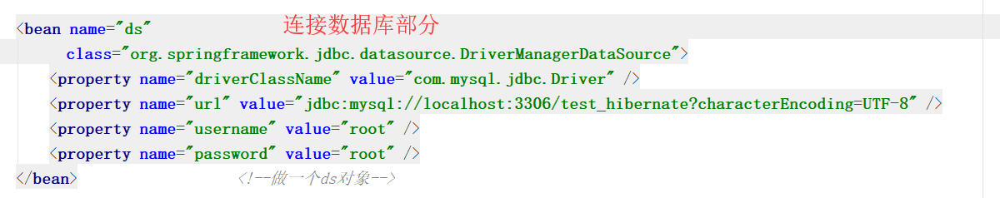 <bean name="ds" 连接数据库部分
class="org.springframework.jdbc.datasource.DriverManagerDataSource">
<property name="driverClassName" value="com.mysql.jdbc.Driver" />
<property name="url" value="jdbc:mysql://localhost:3306/test_hibernate?characterEncoding=UTF-8" />
<property name="username" value="root" />
<property name="password" value="root" />
</bean> <!--做一个ds对象-->